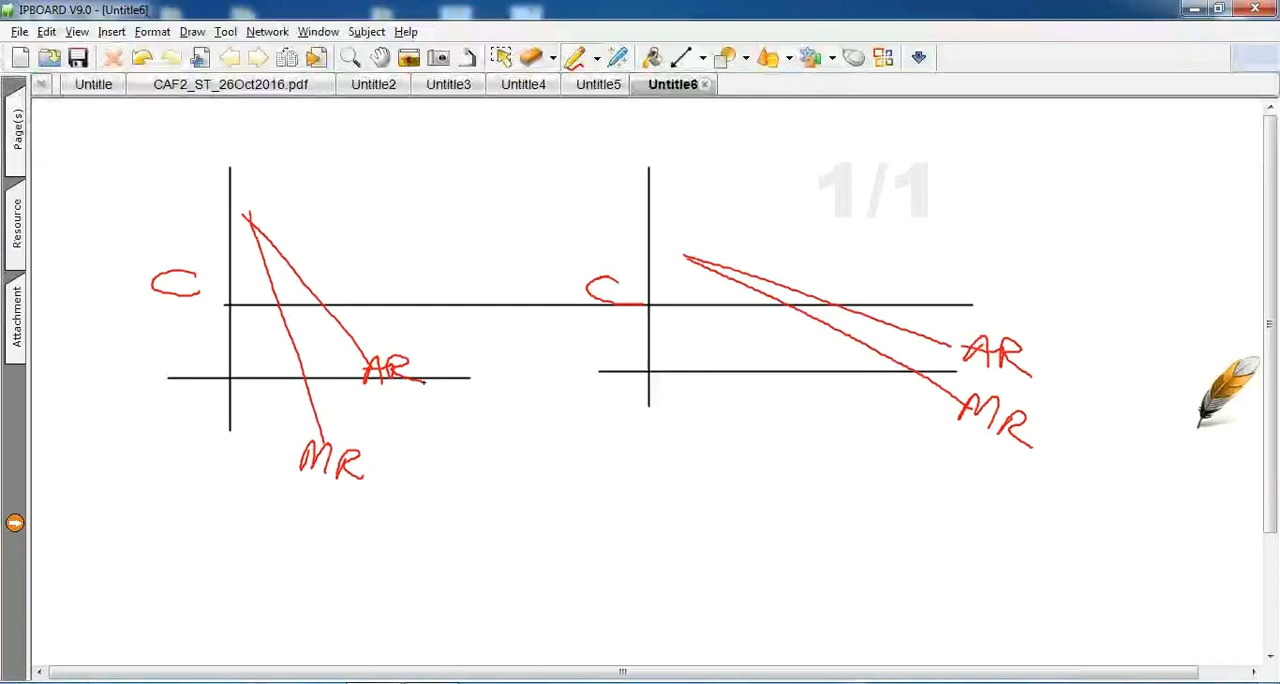 IPBOARD V9.0 - [Untitle6]
File Edit View Insert Format Draw Tool Network Window Subject Help
Untitle CAF2_ST_26Oct2016.pdf Untitle2 Untitle3 Untitle4 Untitle5 Untitle6
Page(s)
Resource
Attachment
1/1
C
AR
MR
C
AR
MR